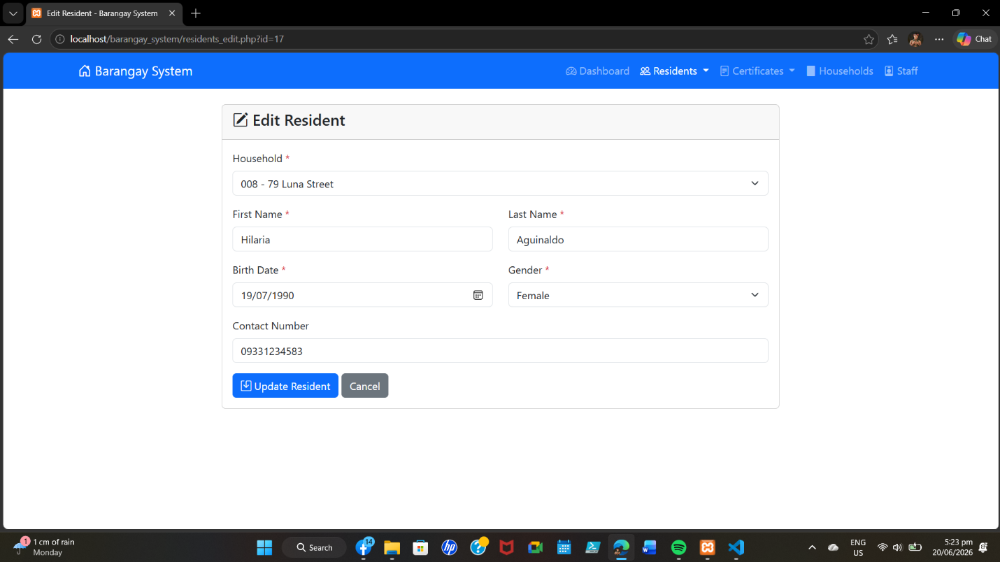 Edit Resident - Barangay System
localhost/barangay_system/residents_edit.php?id=17
Chat
Barangay System
Dashboard
Residents
Certificates
Households
Staff
Edit Resident
Household *
008 - 79 Luna Street
First Name *
Last Name *
Hilaria
Aguinaldo
Birth Date *
Gender *
19/07/1990
Female
Contact Number
09331234583
Update Resident
Cancel
1
1 cm of rain
Monday
Search
14
ENG
US
5:23 pm
20/06/2026